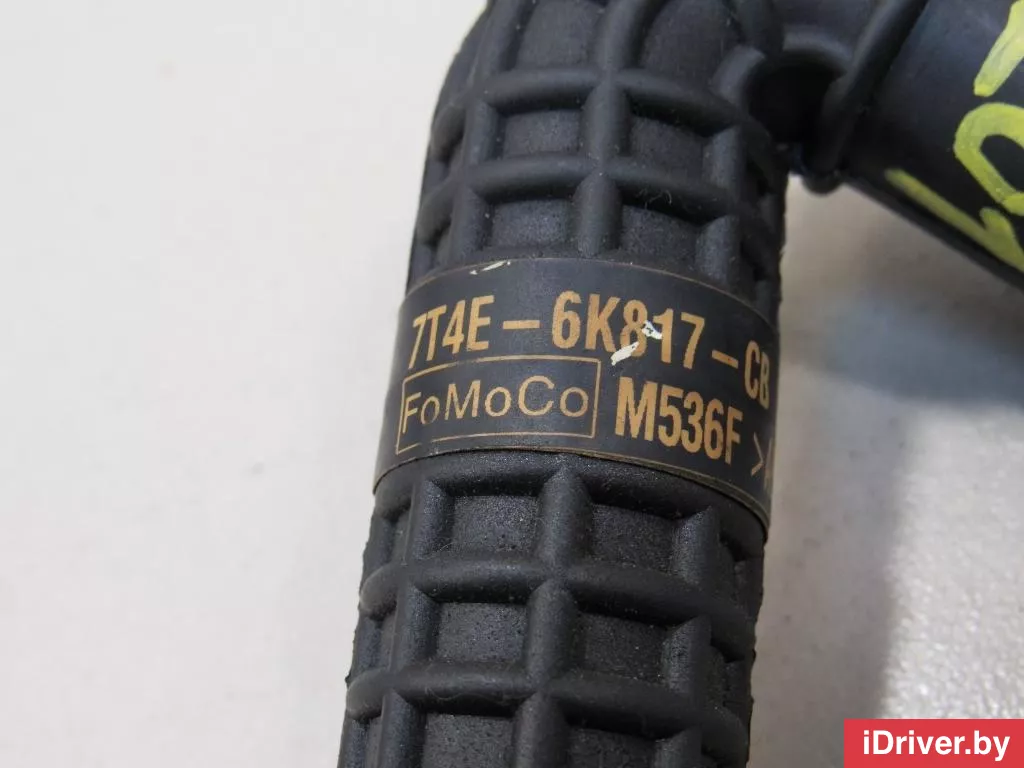 7T4E-6K817-CB
FoMoCo M536F >
iDriver.by